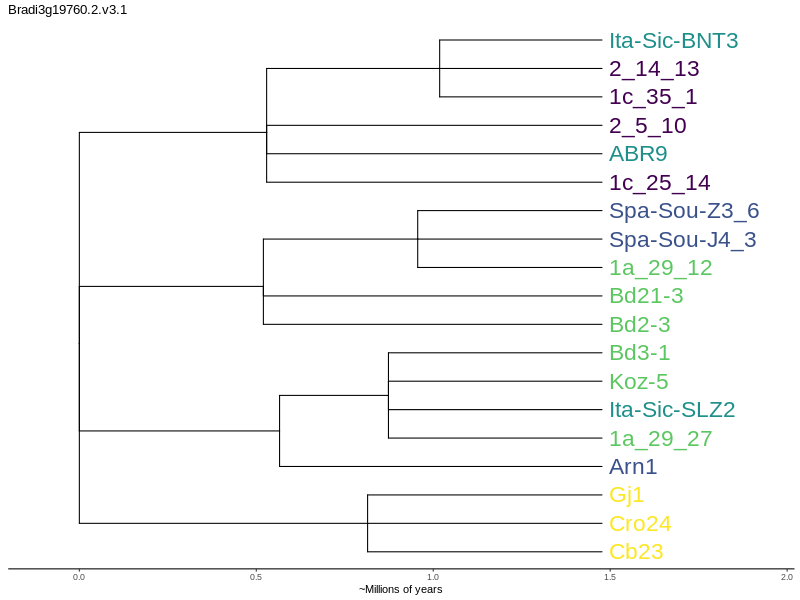 Bradi3g19760.2.v3.1
Ita-Sic-BNT3
2_14_13
1c_35_1
2_5_10
ABR9
1c_25_14
Spa-Sou-Z3_6
Spa-Sou-J4_3
1a_29_12
Bd21-3
Bd2-3
Bd3-1
Koz-5
Ita-Sic-SLZ2
1a_29_27
Arn1
Gj1
Cro24
Cb23
0.0 0.5 1.0 1.5 2.0
~Millions of years